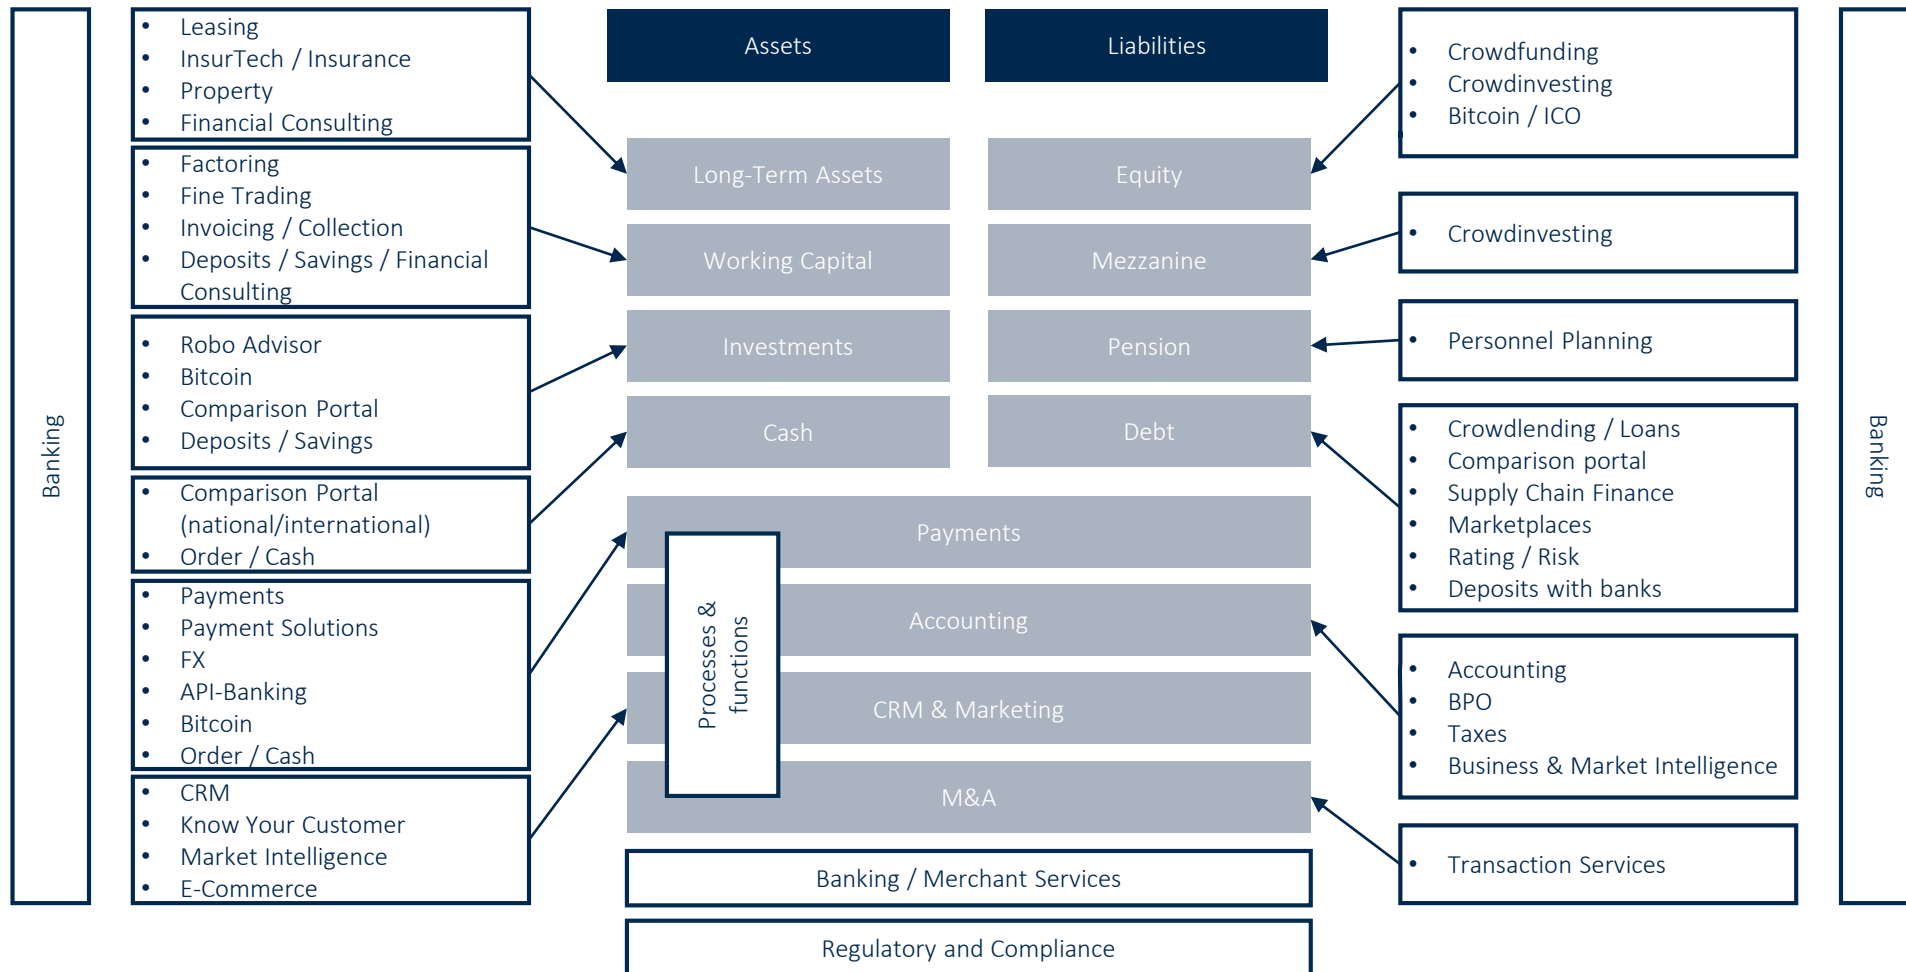 Banking
• Leasing
• InsurTech / Insurance
• Property
• Financial Consulting
• Factoring
• Fine Trading
• Invoicing / Collection
• Deposits / Savings / Financial
Consulting
• Robo Advisor
• Bitcoin
• Comparison Portal
• Deposits / Savings
• Comparison Portal
(national/international)
• Order / Cash
• Payments
• Payment Solutions
• FX
• API-Banking
• Bitcoin
• Order / Cash
• CRM
• Know Your Customer
• Market Intelligence
• E-Commerce
Assets
Liabilities
Long-Term Assets
Equity
Working Capital
Mezzanine
Investments
Pension
Cash
Debt
Payments
Accounting
CRM & Marketing
M&A
Processes &
functions
Banking / Merchant Services
Regulatory and Compliance
• Crowdfunding
• Crowdinvesting
• Bitcoin / ICO
• Crowdinvesting
• Personnel Planning
• Crowdlending / Loans
• Comparison portal
• Supply Chain Finance
• Marketplaces
• Rating / Risk
• Deposits with banks
• Accounting
• BPO
• Taxes
• Business & Market Intelligence
• Transaction Services
Banking